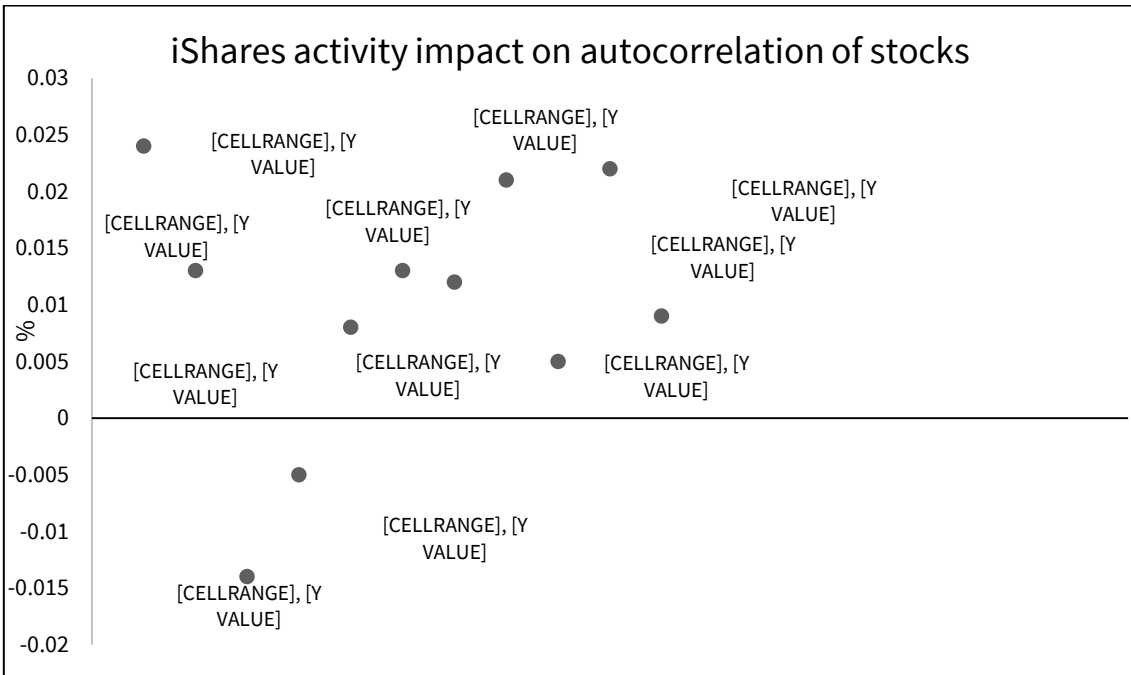 iShares activity impact on autocorrelation of stocks
0.03
0.025
0.02
0.015
0.01
0.005
0
-0.005
-0.01
-0.015
-0.02
%
[CELLRANGE], [Y
VALUE]
[CELLRANGE], [Y
VALUE]
[CELLRANGE], [Y
VALUE]
[CELLRANGE], [Y
VALUE]
[CELLRANGE], [Y
VALUE]
[CELLRANGE], [Y
VALUE]
[CELLRANGE], [Y
VALUE]
[CELLRANGE], [Y
VALUE]
[CELLRANGE], [Y
VALUE]
[CELLRANGE], [Y
VALUE]
[CELLRANGE], [Y
VALUE]